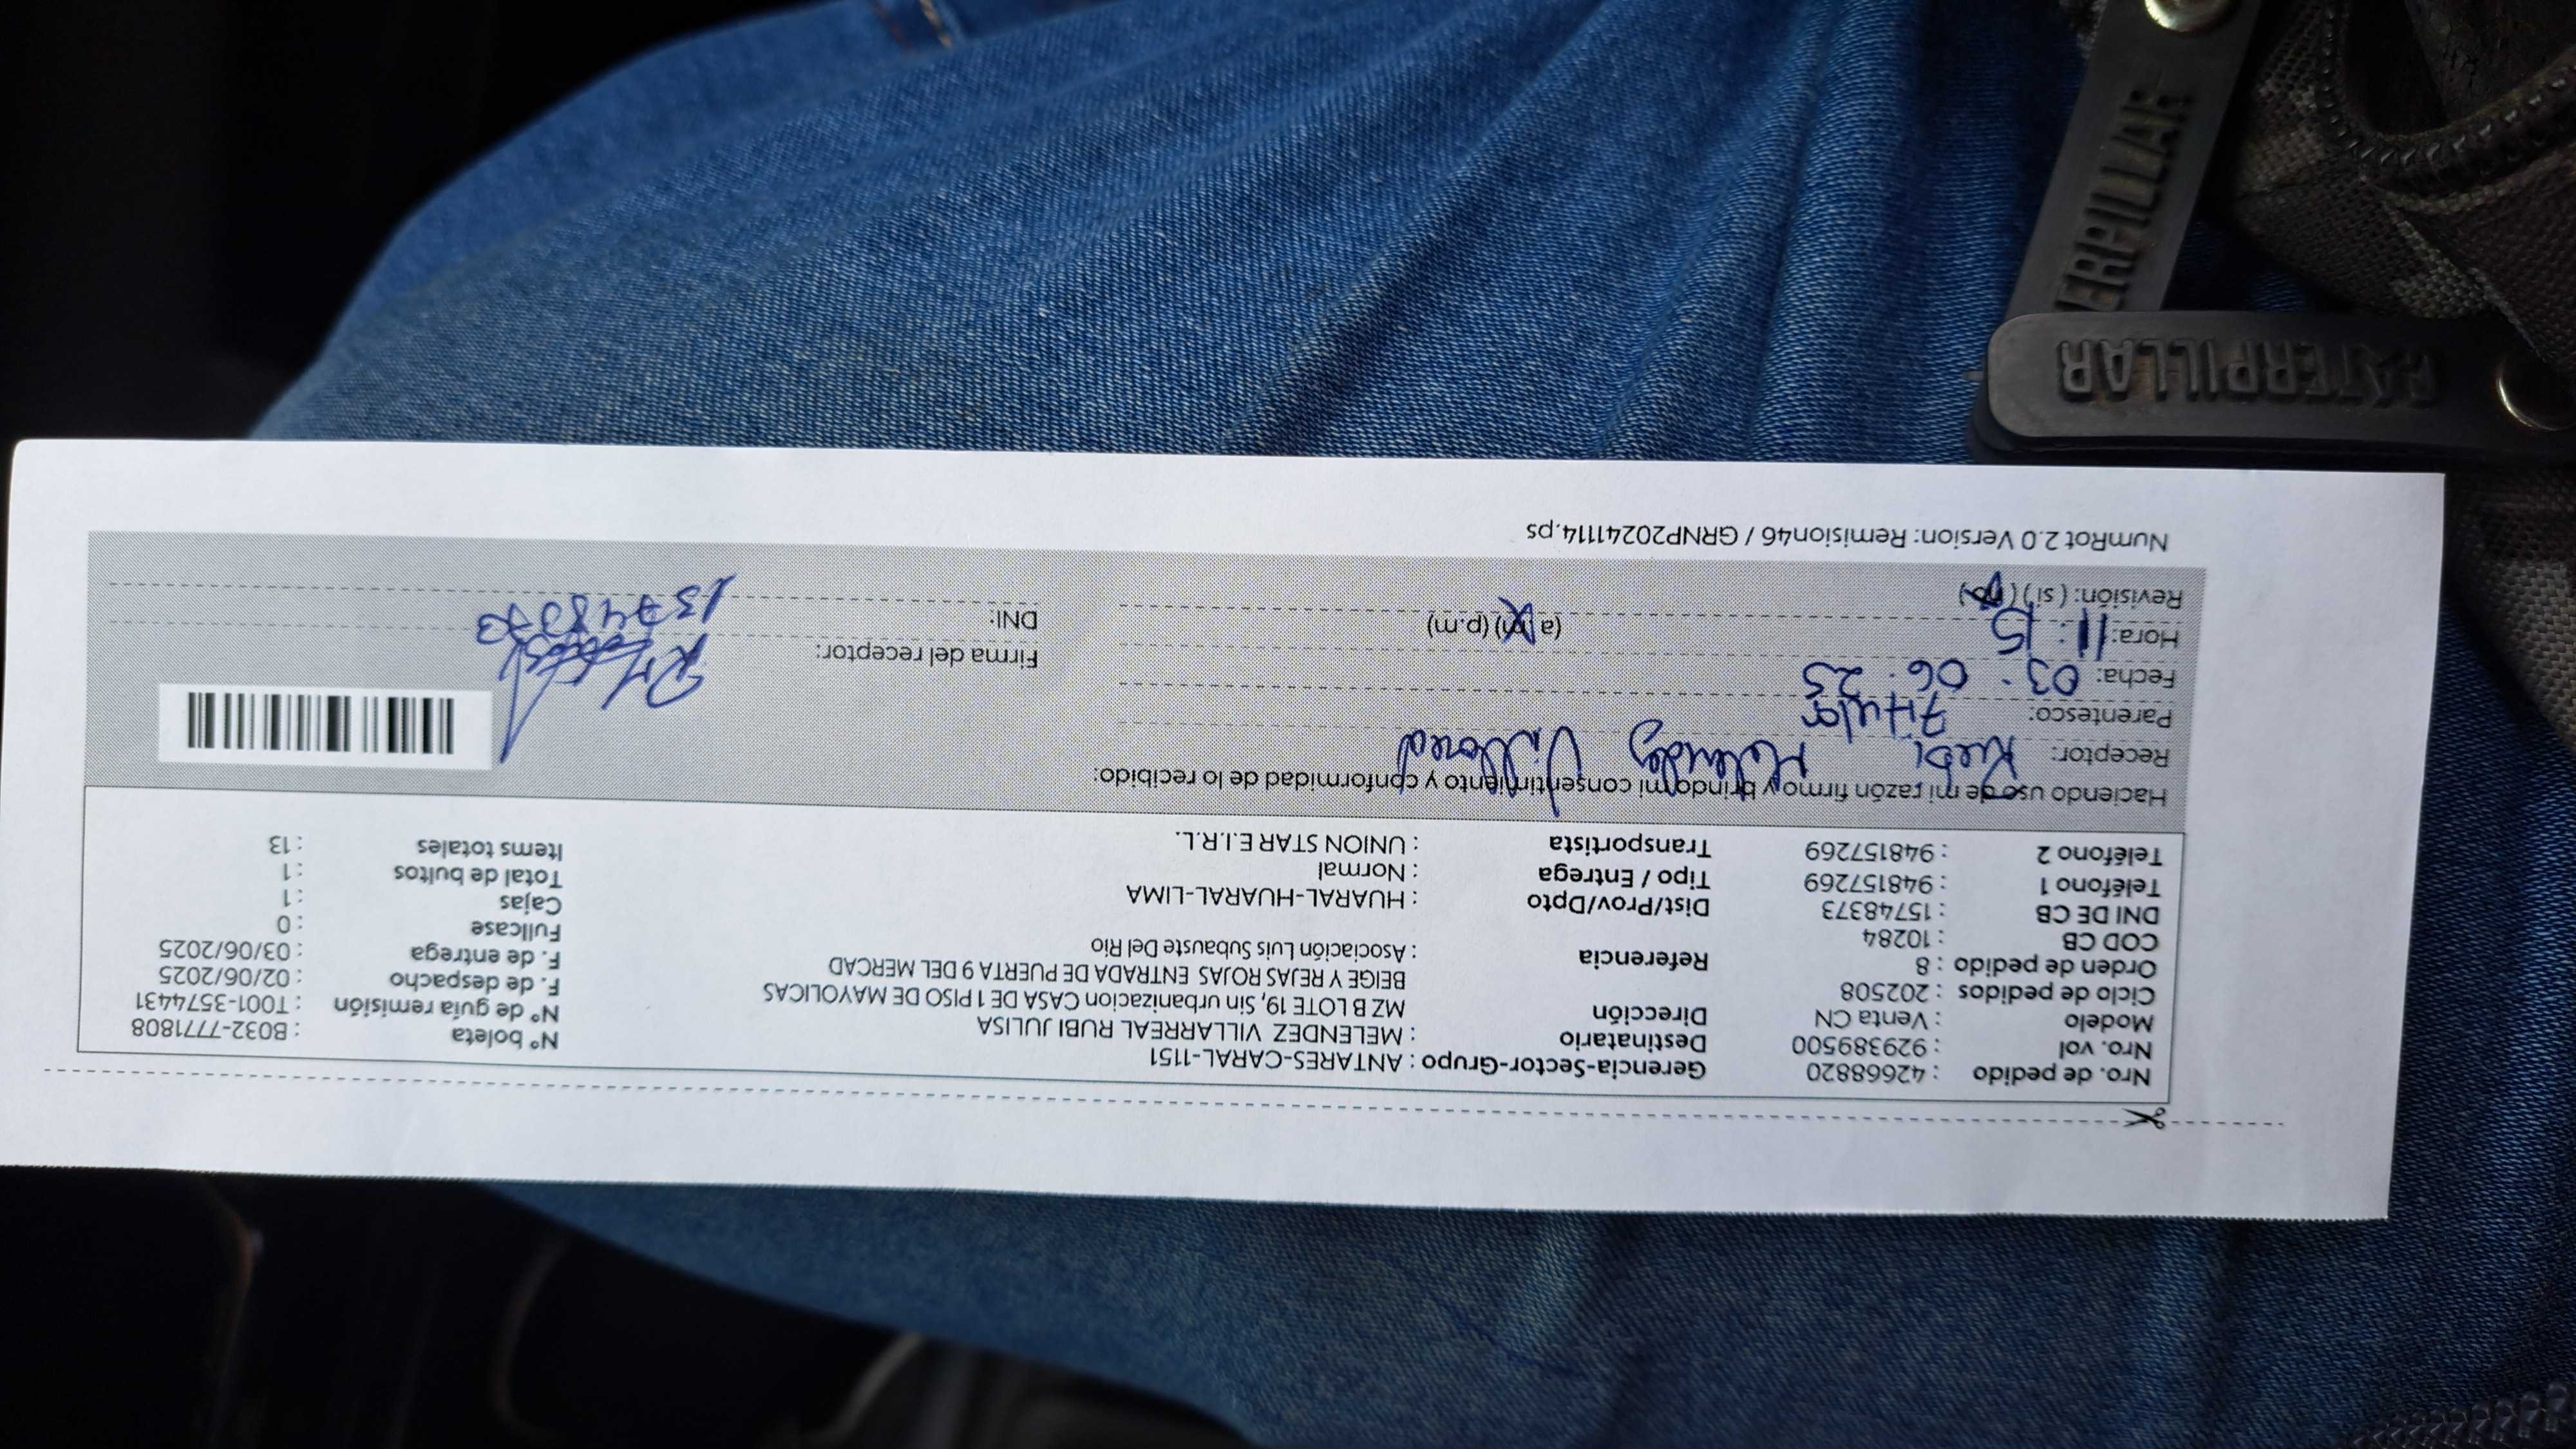 Nro. de pedido : 42668820 Gerencia-Sector-Grupo : ANTARES-CARAL-1151 N° boleta : B032-7771808
Nro. vol : 929389500 Destinatario : MELENDEZ VILLARREAL RUBI JULISA N° de guía remisión : T001-3574431
Modelo : Venta CN Dirección MZ B LOTE 19, Sin urbanizacion CASA DE 1 PISO DE MAYOLICAS F. de despacho : 02/06/2025
Ciclo de pedidos : 202508 BEIGE Y REJAS ROJAS ENTRADA DE PUERTA 9 DEL MERCAD F. de entrega : 03/06/2025
Orden de pedido : 8 Referencia : Asociación Luis Subauste Del Rio Fullcase : 0
COD CB : 10284
DNI DE CB : 15748373 Dist/Prov/Dpto : HUARAL-HUARAL-LIMA Cajas : 1
Teléfono 1 : 948157269 Tipo / Entrega : Normal Total de bultos : 1
Teléfono 2 : 948157269 Transportista : UNION STAR E.I.R.L. Items totales : 13
Haciendo uso de mi razón firmo y brindo mi consentimiento y conformidad de lo recibido:
Receptor: Rubi Melendez
Parentesco: Titular
Fecha: 03 - 06 - 25 Firma del receptor:
Hora: 11:15 (a.m) (p.m) DNI:
Revisión: (si) (no)
NumRot 2.0 Version: Remision46 / GRNP20241114.ps
CATERPILLAR
ERPILLAR